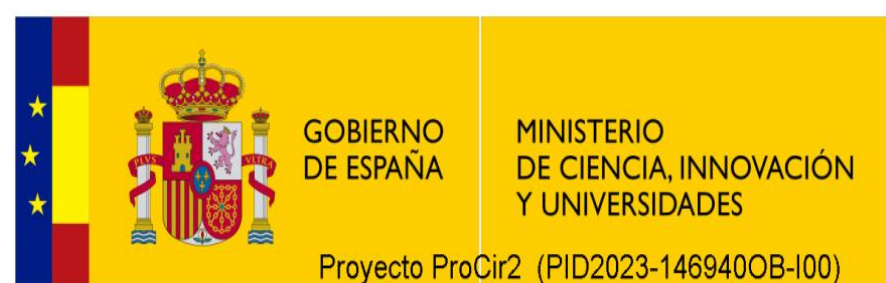 GOBIERNO
DE ESPAÑA
MINISTERIO
DE CIENCIA, INNOVACIÓN
Y UNIVERSIDADES
PLVS VLTRA
Proyecto ProCir2 (PID2023-146940OB-I00)